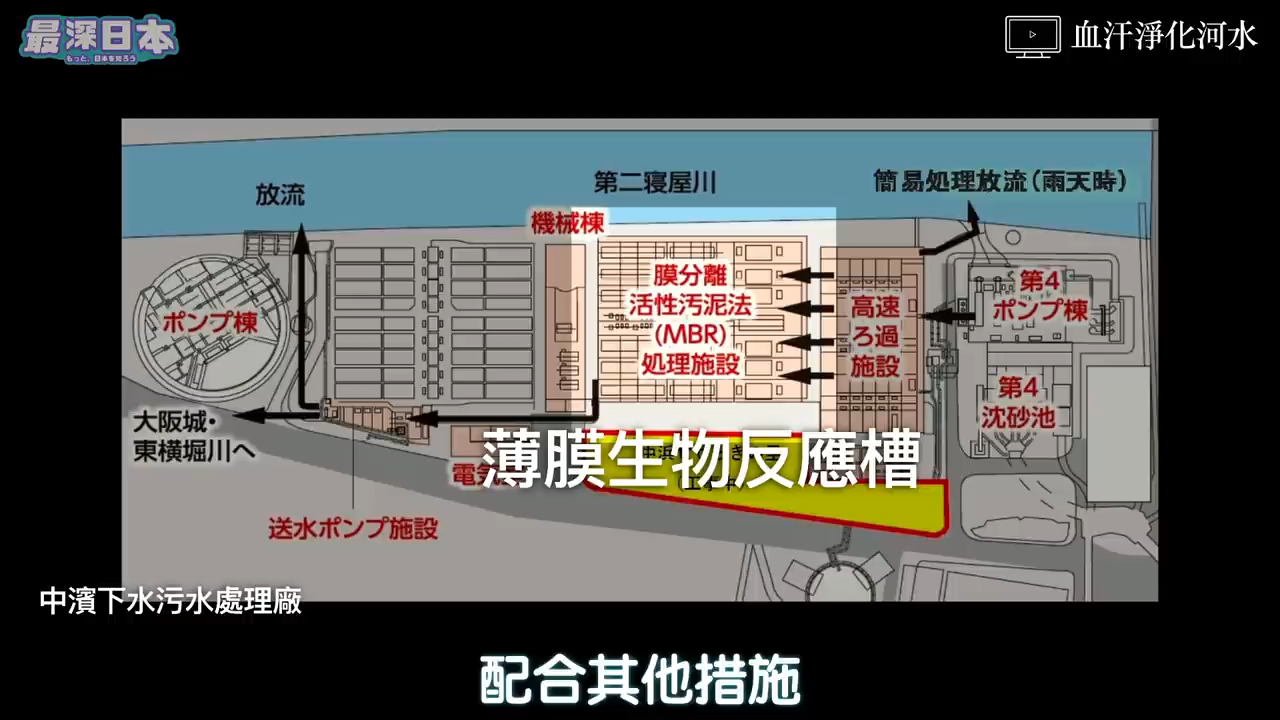 最深日本
もっと、日本を知ろう
血汗淨化河水
放流
第二寝屋川
簡易処理放流(雨天時)
機械棟
膜分離
活性汚泥法
(MBR)
処理施設
高速
ろ過
施設
第4
ポンプ棟
ポンプ棟
第4
沈砂池
大阪城・
東横堀川へ
電気
薄膜生物反應槽
送水ポンプ施設
中濱下水污水處理廠
配合其他措施